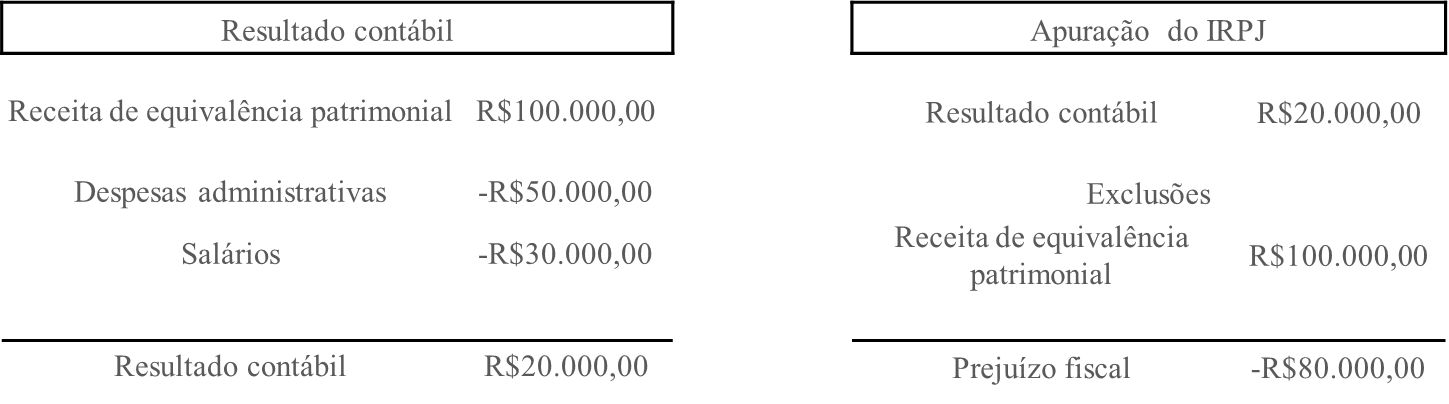 Resultado contábil
Receita de equivalência patrimonial R$100.000,00
Despesas administrativas -R$50.000,00
Salários -R$30.000,00
Resultado contábil R$20.000,00
Apuração do IRPJ
Resultado contábil R$20.000,00
Exclusões
Receita de equivalência
patrimonial R$100.000,00
Prejuízo fiscal -R$80.000,00